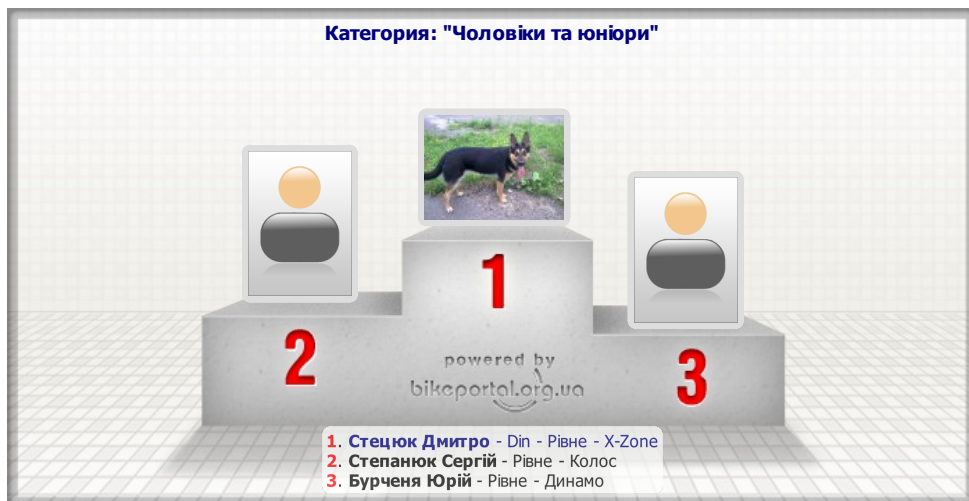 Категория: "Чоловіки та юніори"
1
2
3
powered by
bikeportal.org.ua
1. Стецюк Дмитро - Din - Рівне - X-Zone
2. Степанюк Сергій - Рівне - Колос
3. Бурченя Юрій - Рівне - Динамо